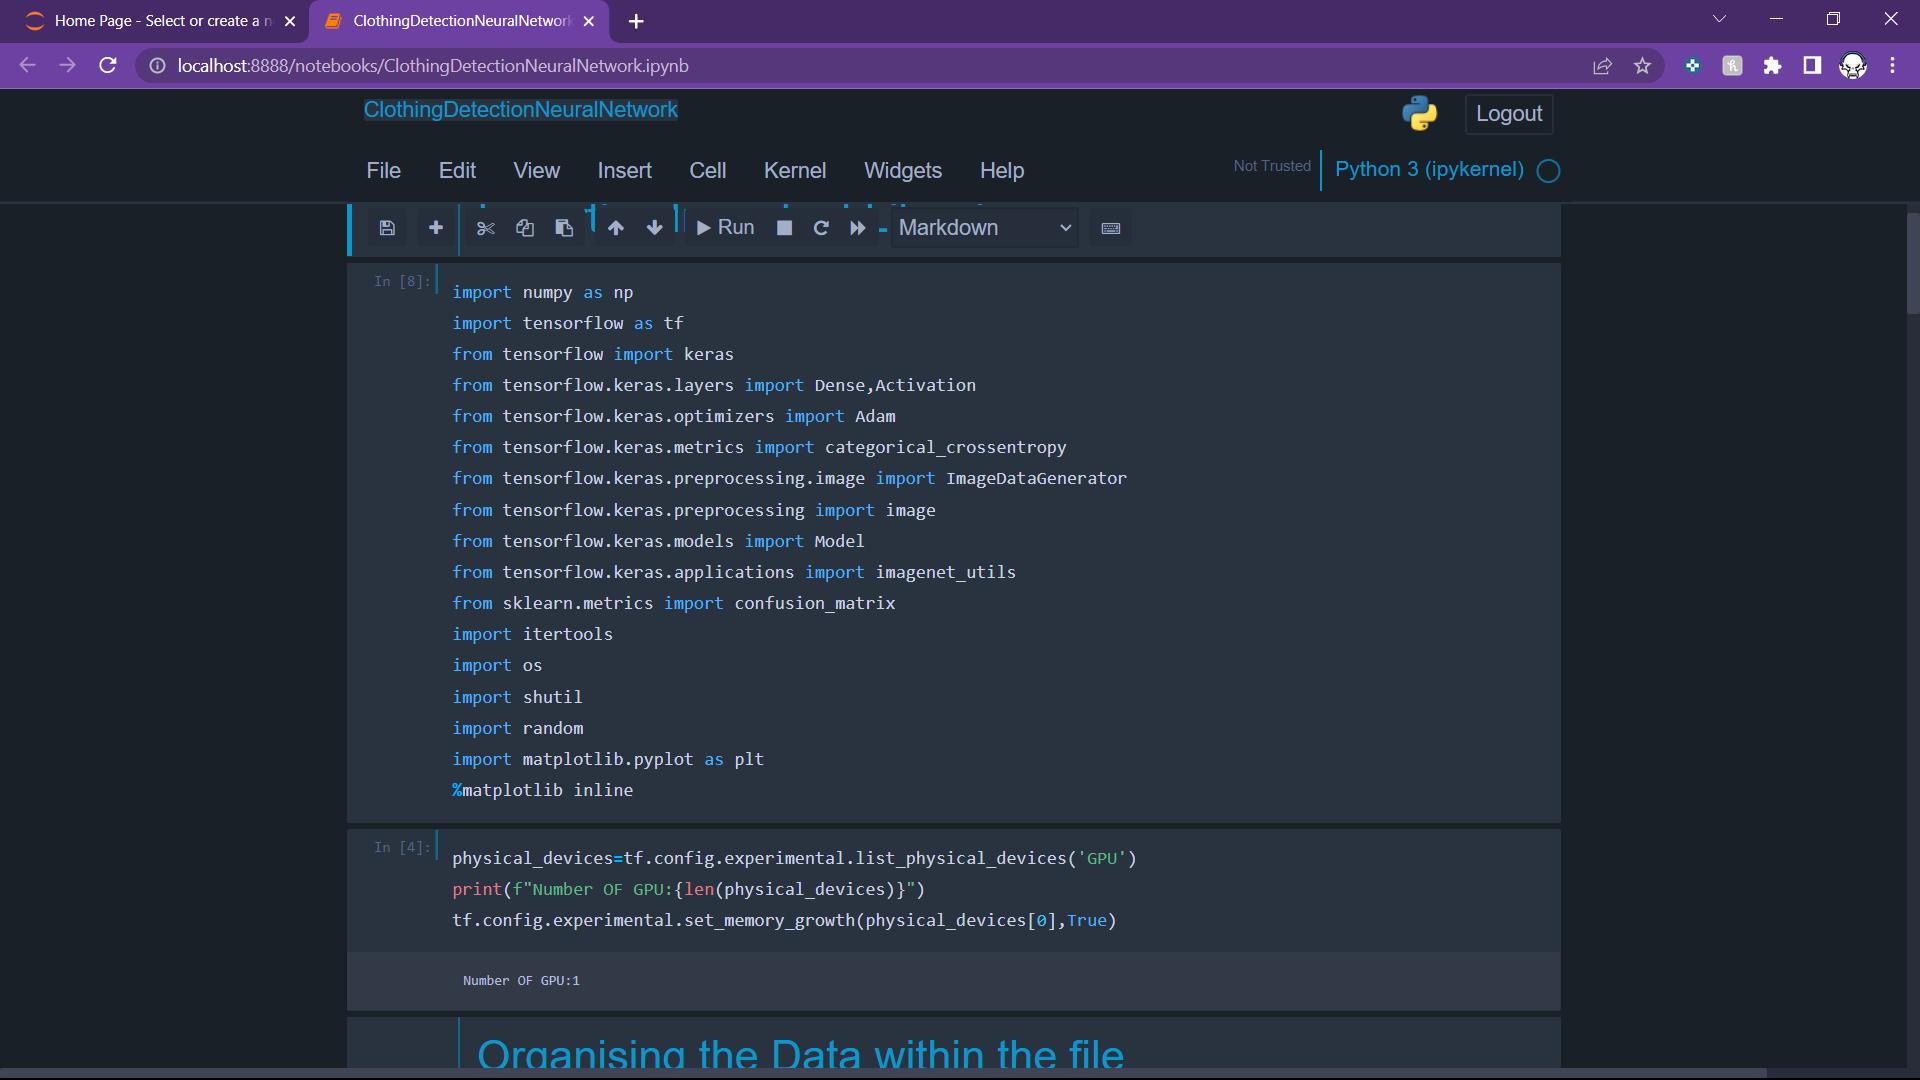 Home Page - Select or create a n
ClothingDetectionNeuralNetwork
localhost:8888/notebooks/ClothingDetectionNeuralNetwork.ipynb
ClothingDetectionNeuralNetwork
Logout
File Edit View Insert Cell Kernel Widgets Help
Not Trusted
Python 3 (ipykernel)
Run
Markdown
In [8]:
import numpy as np
import tensorflow as tf
from tensorflow import keras
from tensorflow.keras.layers import Dense,Activation
from tensorflow.keras.optimizers import Adam
from tensorflow.keras.metrics import categorical_crossentropy
from tensorflow.keras.preprocessing.image import ImageDataGenerator
from tensorflow.keras.preprocessing import image
from tensorflow.keras.models import Model
from tensorflow.keras.applications import imagenet_utils
from sklearn.metrics import confusion_matrix
import itertools
import os
import shutil
import random
import matplotlib.pyplot as plt
%matplotlib inline
In [4]:
physical_devices=tf.config.experimental.list_physical_devices('GPU')
print(f"Number OF GPU:{len(physical_devices)}")
tf.config.experimental.set_memory_growth(physical_devices[0],True)
Number OF GPU:1
Organising the Data within the file